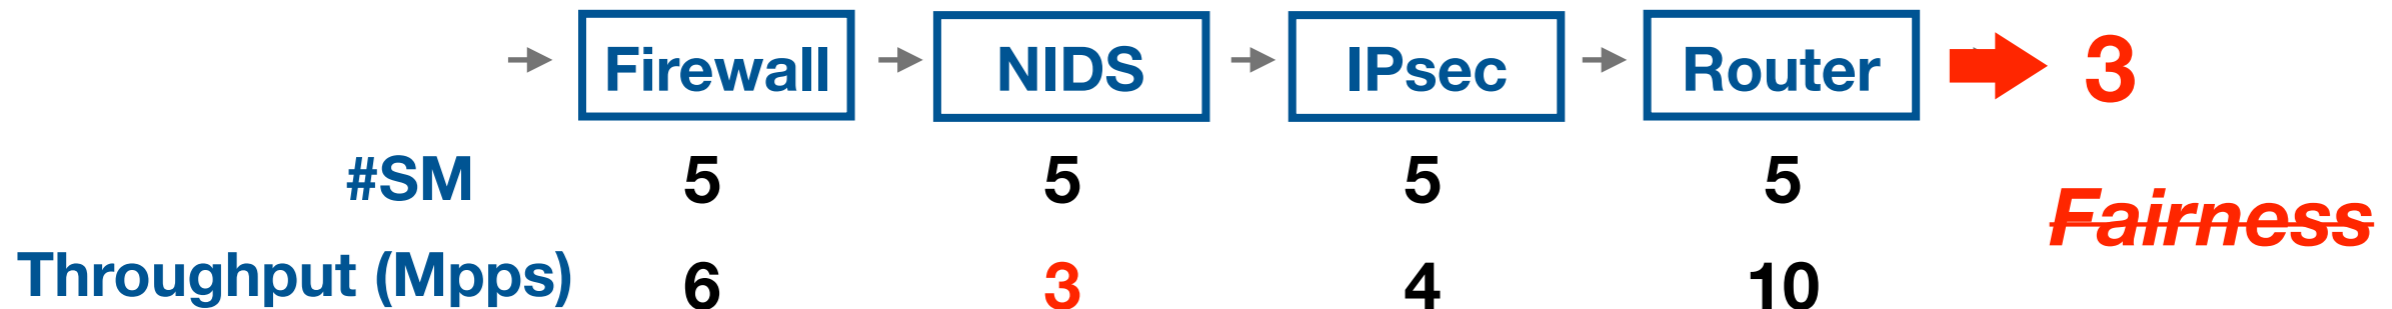 Firewall NIDS IPsec Router 3
#SM 5 5 5 5
Fairness
Throughput (Mpps) 6 3 4 10